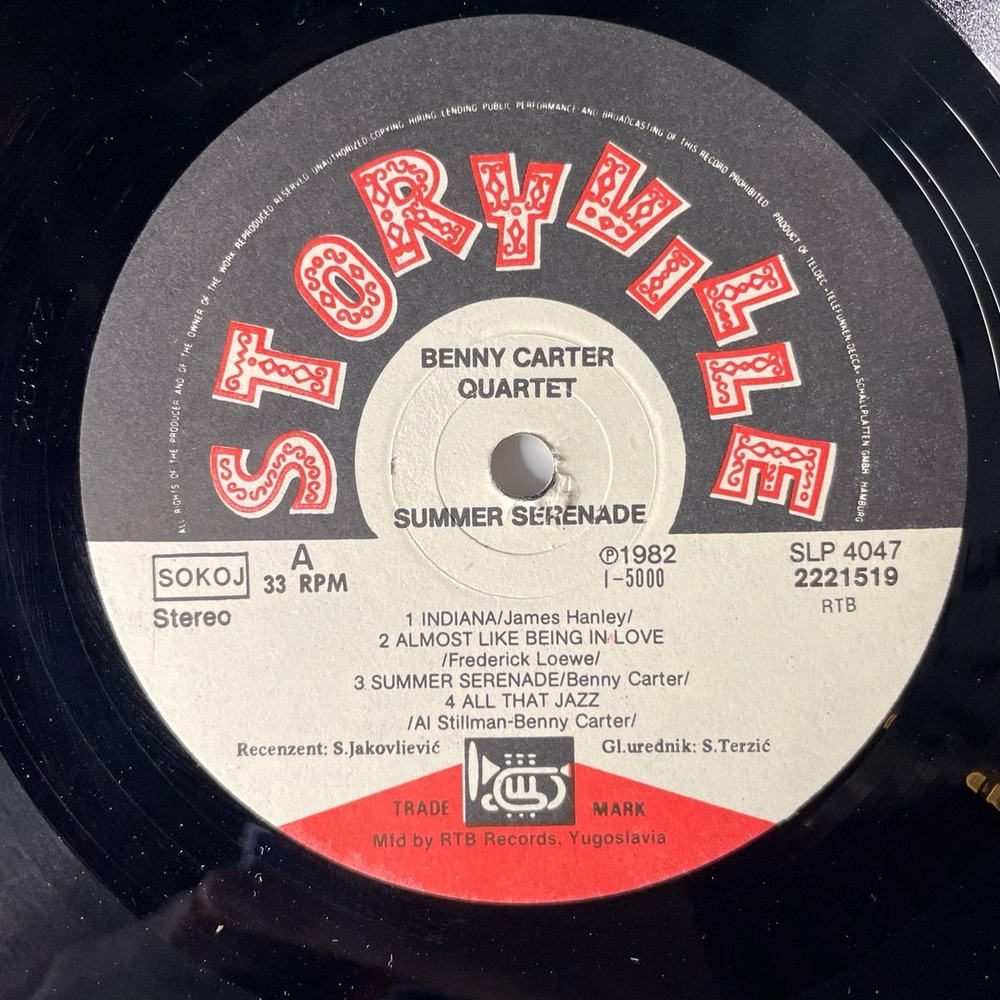 ALL RIGHTS OF THE PRODUCER AND OF THE OWNER OF THE WORK REPRODUCED RESERVED UNAUTHORIZED COPYING HIRING LENDING PUBLIC PERFORMANCE AND BROADCASTING OF THIS RECORD PROHIBITED PRODUCT OF TELDEC »TELEFUNKEN-DECCA« SCHALLPLATTEN GMBH HAMBURG
STORYVILLE
BENNY CARTER
QUARTET
SUMMER SERENADE
SOKOJ
A
33 RPM
Stereo
℗1982
I-5000
SLP 4047
2221519
RTB
1 INDIANA/James Hanley/
2 ALMOST LIKE BEING IN LOVE
/Frederick Loewe/
3 SUMMER SERENADE/Benny Carter/
4 ALL THAT JAZZ
/Al Stillman-Benny Carter/
Recenzent: S.Jakovljević Gl.urednik: S.Terzić
TRADE MARK
Mfd by RTB Records, Yugoslavia